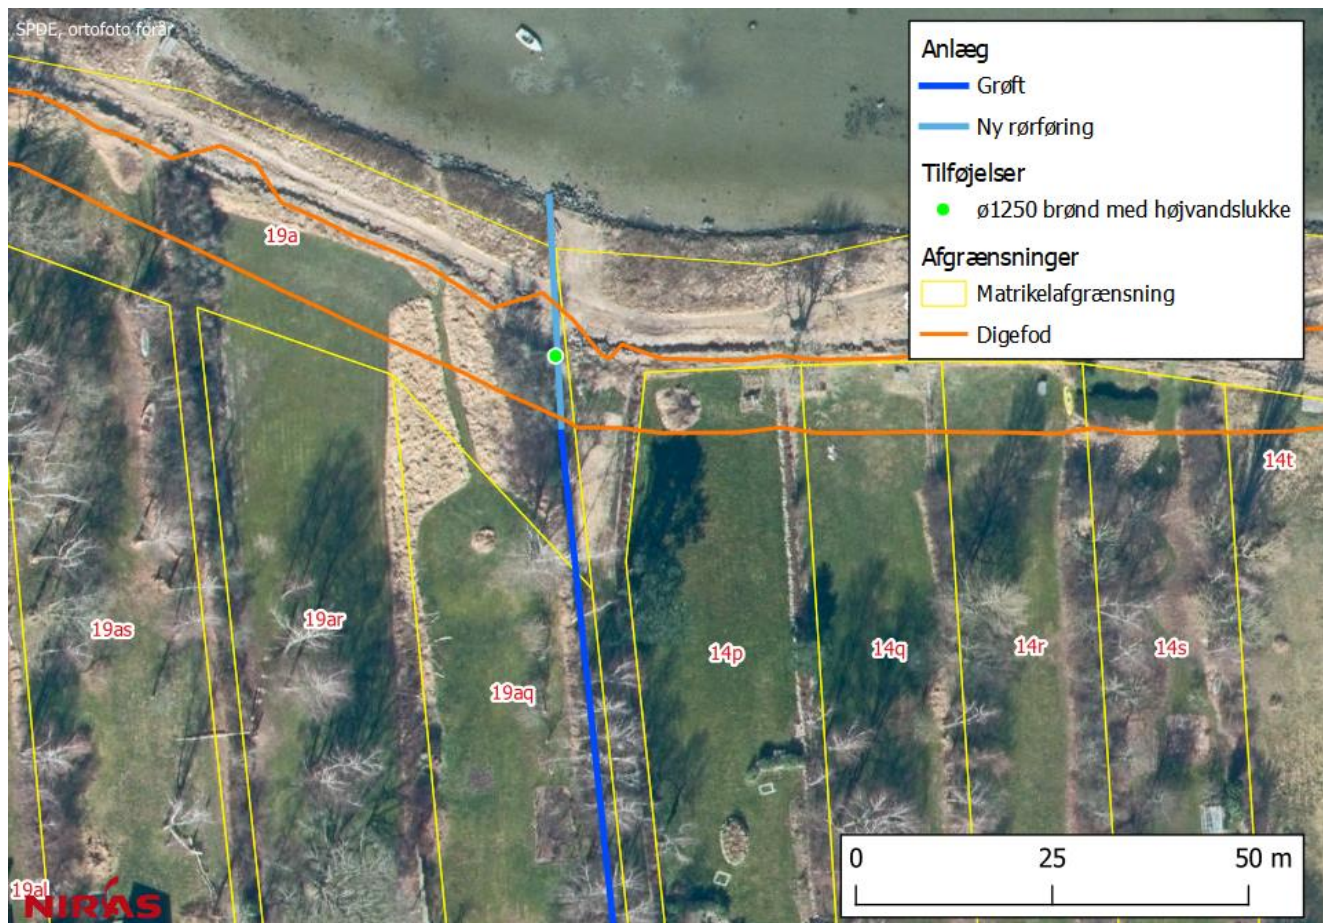 SPDE, ortofoto forår
Anlæg
Grøft
Ny rørføring
Tilføjelser
ø1250 brønd med højvandslukke
Afgrænsninger
Matrikelafgrænsning
Digefod
19a
14t
19as
19ar
19aq
14p
14q
14r
14s
19al
NIRAS
0 25 50 m